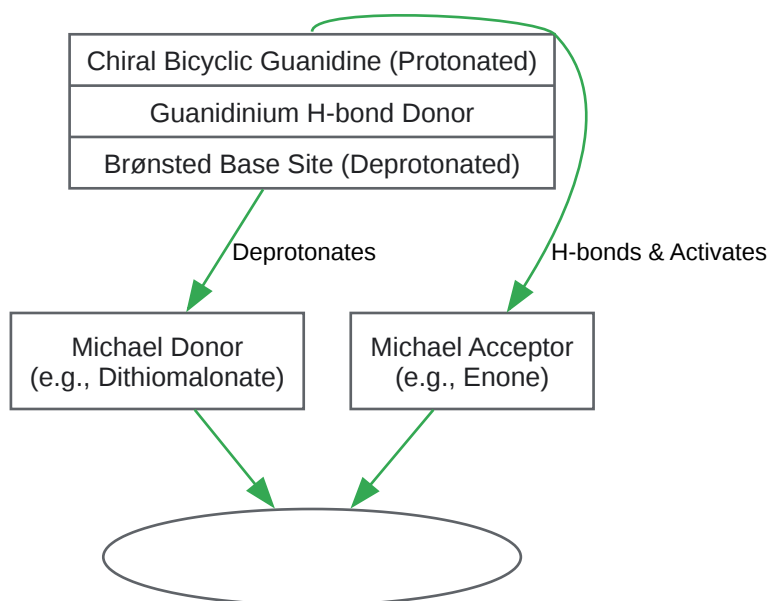 Chiral Bicyclic Guanidine (Protonated)
Guanidinium H-bond Donor
Brønsted Base Site (Deprotonated)
Deprotonates
H-bonds & Activates
Michael Donor
(e.g., Dithiomalonate)
Michael Acceptor
(e.g., Enone)